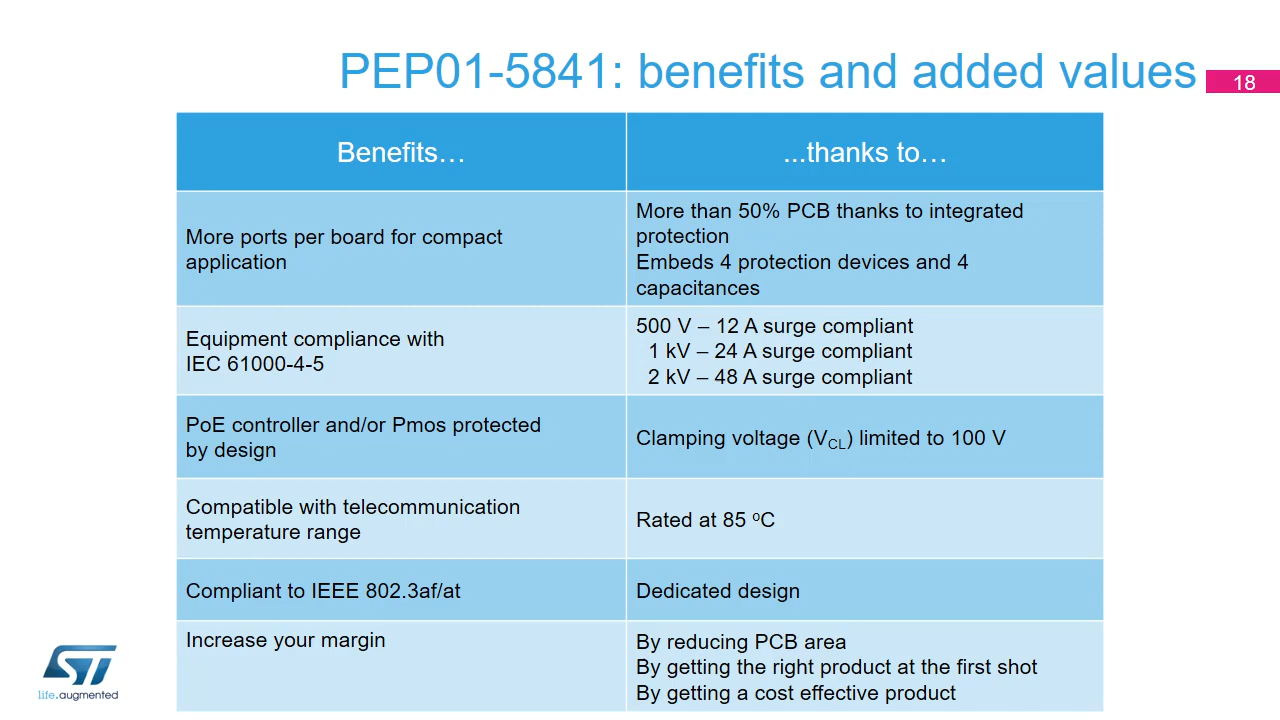 PEP01-5841: benefits and added values
18
Benefits…
...thanks to…
More ports per board for compact
application
More than 50% PCB thanks to integrated
protection
Embeds 4 protection devices and 4
capacitances
Equipment compliance with
IEC 61000-4-5
500 V – 12 A surge compliant
1 kV – 24 A surge compliant
2 kV – 48 A surge compliant
PoE controller and/or Pmos protected
by design
Clamping voltage (VCL) limited to 100 V
Compatible with telecommunication
temperature range
Rated at 85 ºC
Compliant to IEEE 802.3af/at
Dedicated design
Increase your margin
By reducing PCB area
By getting the right product at the first shot
By getting a cost effective product
ST
life.augmented